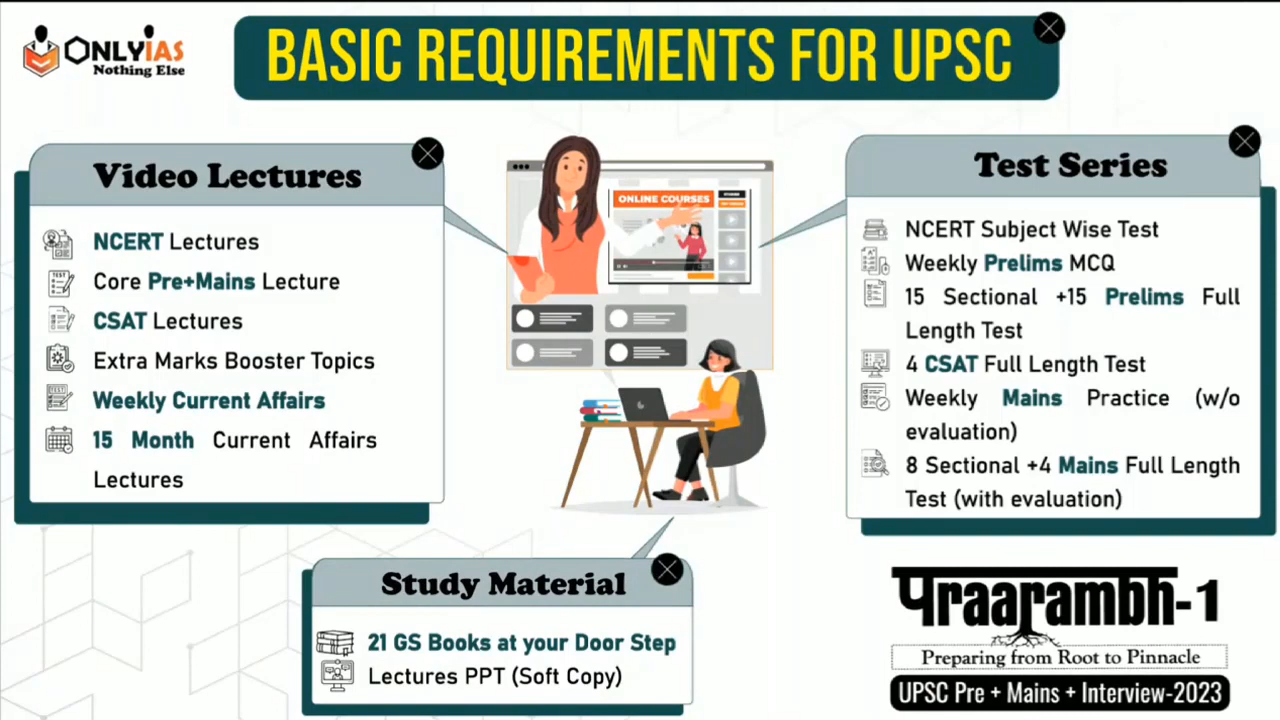 ONLYIAS
Nothing Else
BASIC REQUIREMENTS FOR UPSC
Video Lectures
NCERT Lectures
Core Pre+Mains Lecture
CSAT Lectures
Extra Marks Booster Topics
Weekly Current Affairs
15 Month Current Affairs
Lectures
ONLINE COURSES
Test Series
NCERT Subject Wise Test
Weekly Prelims MCQ
15 Sectional +15 Prelims Full
Length Test
4 CSAT Full Length Test
Weekly Mains Practice (w/o
evaluation)
8 Sectional +4 Mains Full Length
Test (with evaluation)
Study Material
21 GS Books at your Door Step
Lectures PPT (Soft Copy)
पraarambh-1
Preparing from Root to Pinnacle
UPSC Pre + Mains + Interview-2023